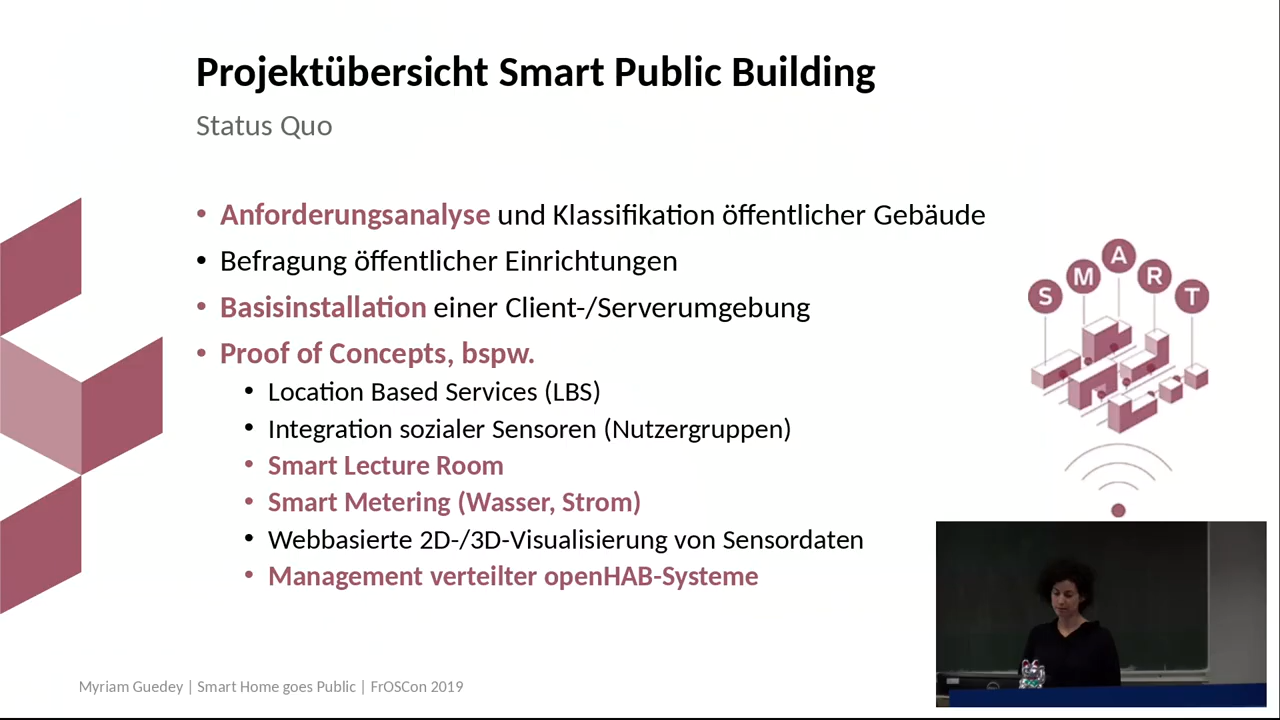 Projektübersicht Smart Public Building
Status Quo
• Anforderungsanalyse und Klassifikation öffentlicher Gebäude
• Befragung öffentlicher Einrichtungen
• Basisinstallation einer Client-/Serverumgebung
• Proof of Concepts, bspw.
• Location Based Services (LBS)
• Integration sozialer Sensoren (Nutzergruppen)
• Smart Lecture Room
• Smart Metering (Wasser, Strom)
• Webbasierte 2D-/3D-Visualisierung von Sensordaten
• Management verteilter openHAB-Systeme
SMART
Myriam Guedey | Smart Home goes Public | FrOSCon 2019